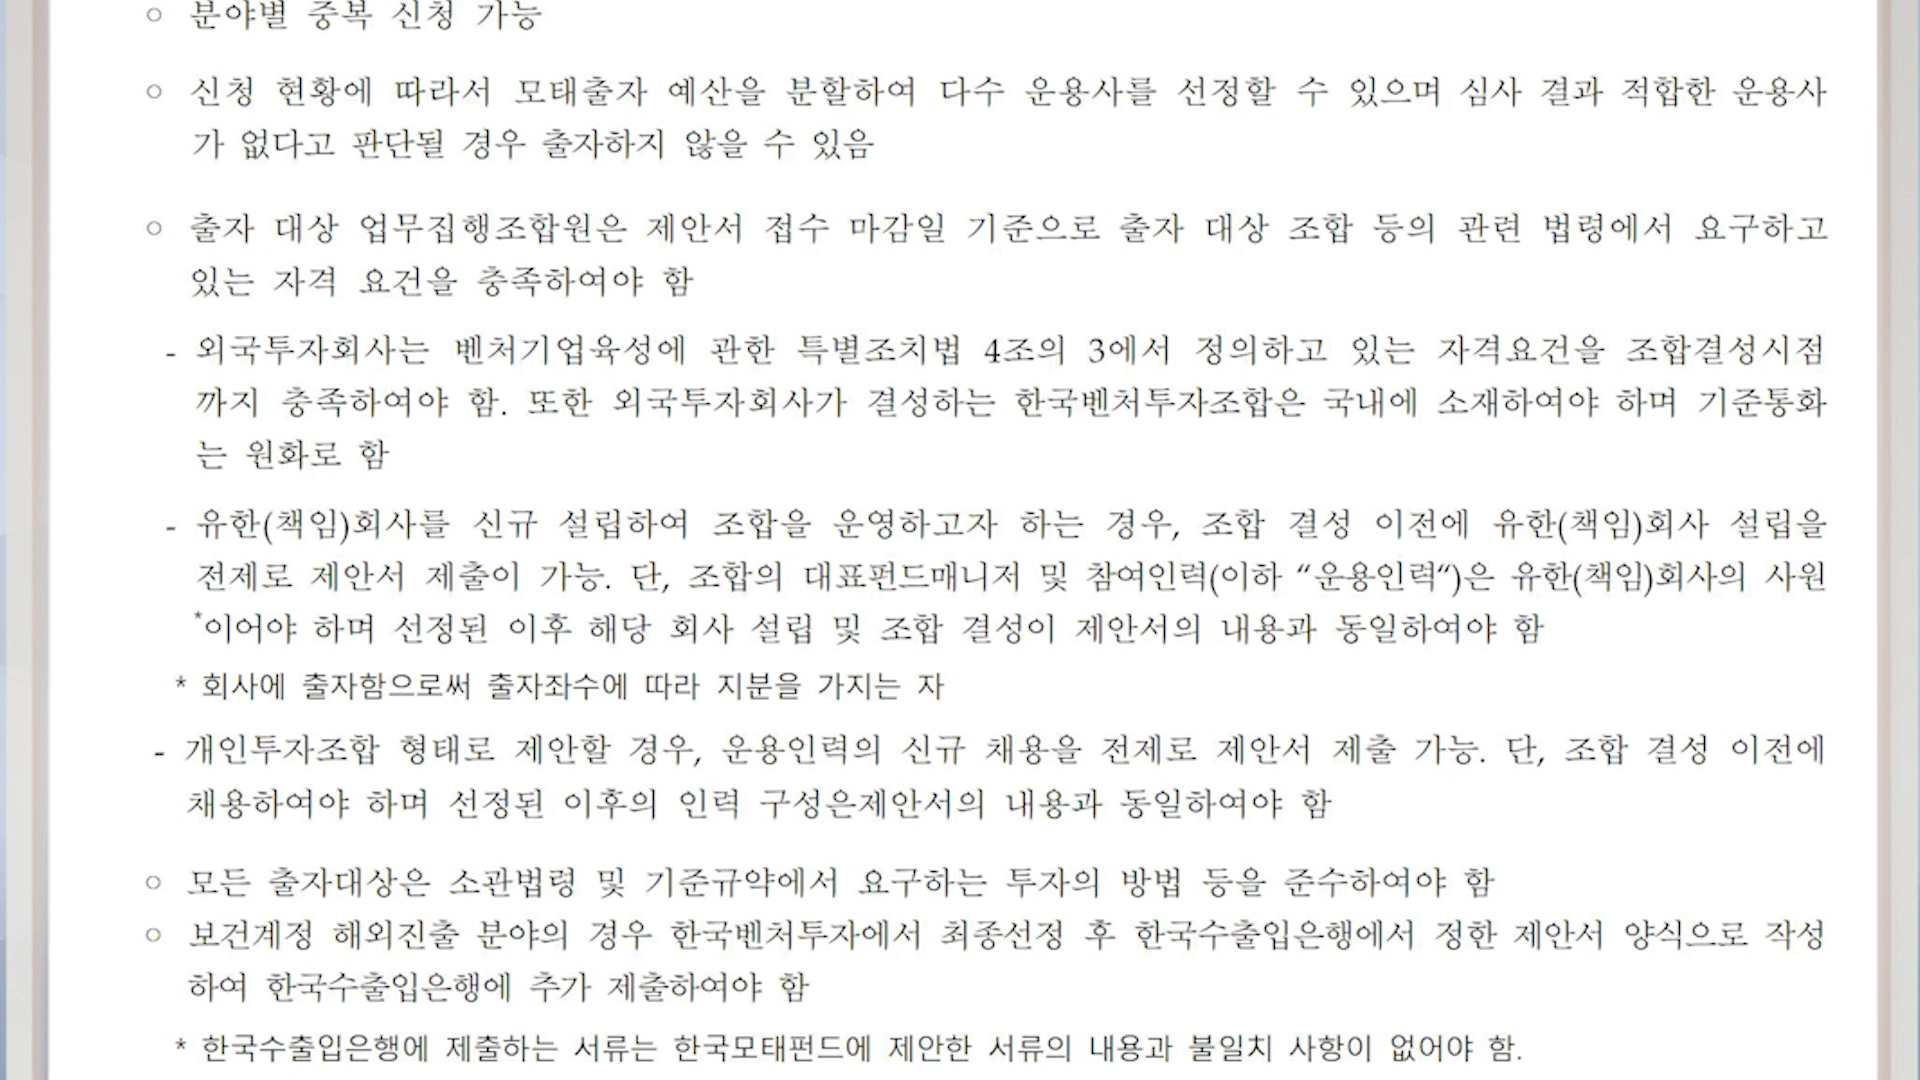 ○ 분야별 중복 신청 가능
○ 신청 현황에 따라서 모태출자 예산을 분할하여 다수 운용사를 선정할 수 있으며 심사 결과 적합한 운용사
가 없다고 판단될 경우 출자하지 않을 수 있음
○ 출자 대상 업무집행조합원은 제안서 접수 마감일 기준으로 출자 대상 조합 등의 관련 법령에서 요구하고
있는 자격 요건을 충족하여야 함
- 외국투자회사는 벤처기업육성에 관한 특별조치법 4조의 3에서 정의하고 있는 자격요건을 조합결성시점
까지 충족하여야 함. 또한 외국투자회사가 결성하는 한국벤처투자조합은 국내에 소재하여야 하며 기준통화
는 원화로 함
- 유한(책임)회사를 신규 설립하여 조합을 운영하고자 하는 경우, 조합 결성 이전에 유한(책임)회사 설립을
전제로 제안서 제출이 가능. 단, 조합의 대표펀드매니저 및 참여인력(이하 “운용인력“)은 유한(책임)회사의 사원
*이어야 하며 선정된 이후 해당 회사 설립 및 조합 결성이 제안서의 내용과 동일하여야 함
* 회사에 출자함으로써 출자좌수에 따라 지분을 가지는 자
- 개인투자조합 형태로 제안할 경우, 운용인력의 신규 채용을 전제로 제안서 제출 가능. 단, 조합 결성 이전에
채용하여야 하며 선정된 이후의 인력 구성은제안서의 내용과 동일하여야 함
○ 모든 출자대상은 소관법령 및 기준규약에서 요구하는 투자의 방법 등을 준수하여야 함
○ 보건계정 해외진출 분야의 경우 한국벤처투자에서 최종선정 후 한국수출입은행에서 정한 제안서 양식으로 작성
하여 한국수출입은행에 추가 제출하여야 함
* 한국수출입은행에 제출하는 서류는 한국모태펀드에 제안한 서류의 내용과 불일치 사항이 없어야 함.